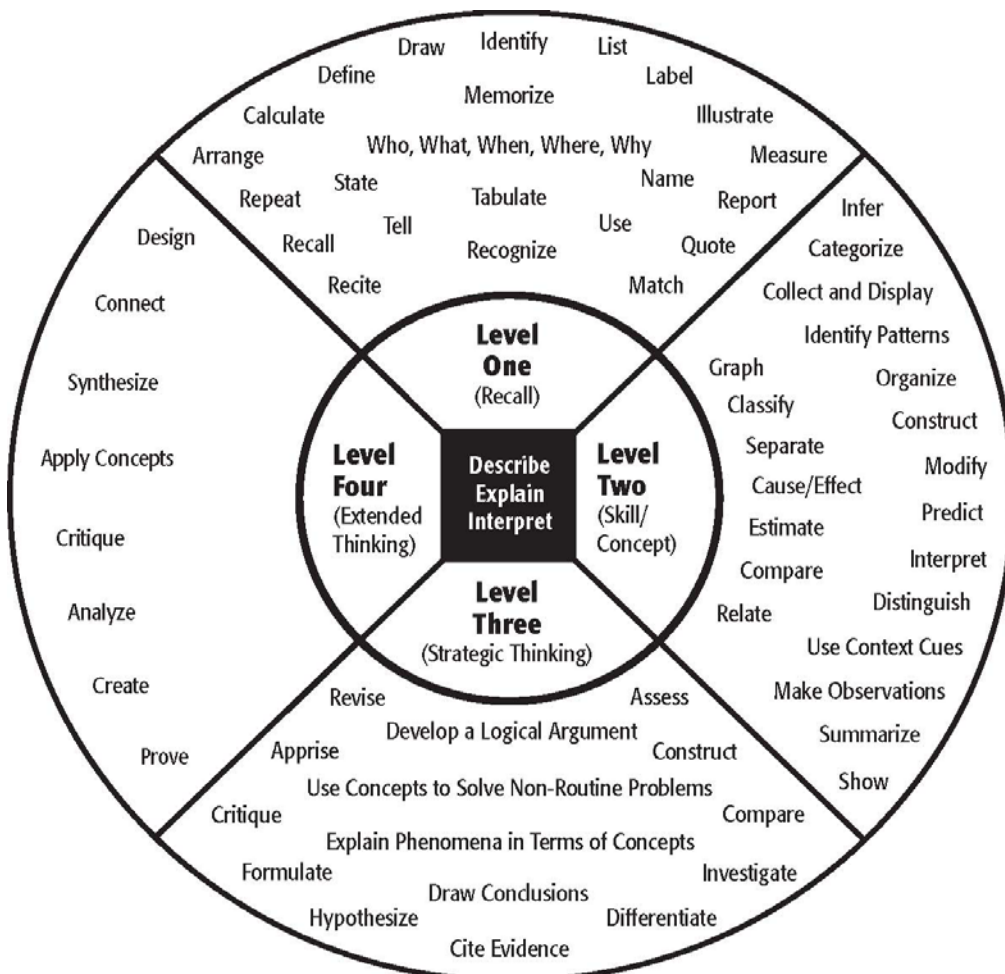 Draw
Identify
List
Define
Label
Memorize
Calculate
Illustrate
Who, What, When, Where, Why
Arrange
Measure
State
Name
Repeat
Tabulate
Report
Tell
Use
Recall
Recognize
Quote
Recite
Match
Level
One
(Recall)
Infer
Categorize
Collect and Display
Identify Patterns
Graph
Organize
Classify
Construct
Separate
Modify
Cause/Effect
Predict
Estimate
Interpret
Compare
Distinguish
Relate
Use Context Cues
Make Observations
Summarize
Show
Level
Two
(Skill/
Concept)
Describe
Explain
Interpret
Level
Three
(Strategic Thinking)
Revise
Assess
Develop a Logical Argument
Apprise
Construct
Use Concepts to Solve Non-Routine Problems
Critique
Compare
Explain Phenomena in Terms of Concepts
Formulate
Investigate
Draw Conclusions
Hypothesize
Differentiate
Cite Evidence
Level
Four
(Extended
Thinking)
Design
Connect
Synthesize
Apply Concepts
Critique
Analyze
Create
Prove